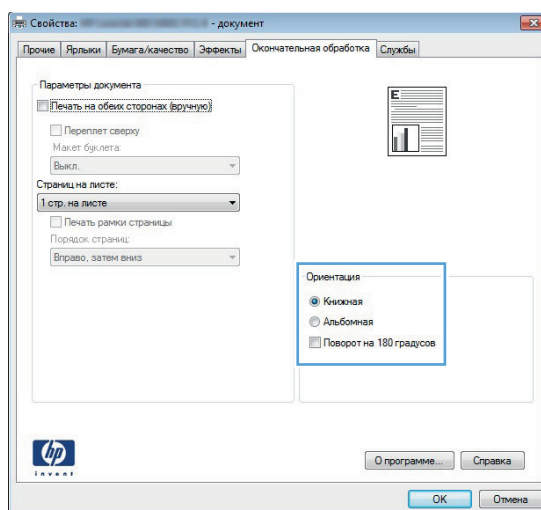 Свойства: - документ
Прочие Ярлыки Бумага/качество Эффекты Окончательная обработка Службы
Параметры документа
Печать на обеих сторонах (вручную)
Переплет сверху
Макет буклета:
Выкл.
Страниц на листе:
1 стр. на листе
Печать рамки страницы
Порядок страниц:
Вправо, затем вниз
E
Ориентация
Книжная
Альбомная
Поворот на 180 градусов
hp
invent
О программе... Справка
OK Отмена